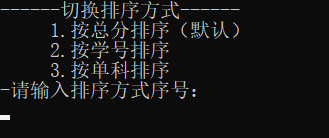 ------切换排序方式------
1.按总分排序（默认）
2.按学号排序
3.按单科排序
-请输入排序方式序号：